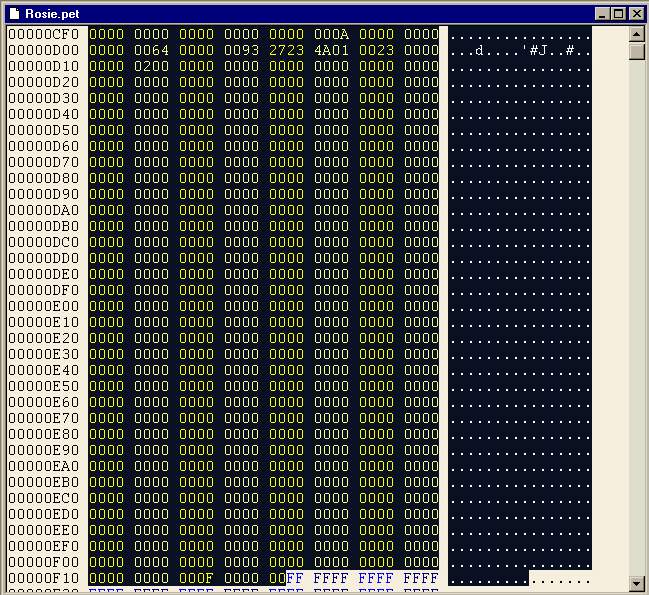 Rosie.pet
00000CF0 0000 0000 0000 0000 0000 000A 0000 0000 ................
00000D00 0000 0064 0000 0093 2723 4A01 0023 0000 ...d....'#J..#..
00000D10 0000 0200 0000 0000 0000 0000 0000 0000 ................
00000D20 0000 0000 0000 0000 0000 0000 0000 0000 ................
00000D30 0000 0000 0000 0000 0000 0000 0000 0000 ................
00000D40 0000 0000 0000 0000 0000 0000 0000 0000 ................
00000D50 0000 0000 0000 0000 0000 0000 0000 0000 ................
00000D60 0000 0000 0000 0000 0000 0000 0000 0000 ................
00000D70 0000 0000 0000 0000 0000 0000 0000 0000 ................
00000D80 0000 0000 0000 0000 0000 0000 0000 0000 ................
00000D90 0000 0000 0000 0000 0000 0000 0000 0000 ................
00000DA0 0000 0000 0000 0000 0000 0000 0000 0000 ................
00000DB0 0000 0000 0000 0000 0000 0000 0000 0000 ................
00000DC0 0000 0000 0000 0000 0000 0000 0000 0000 ................
00000DD0 0000 0000 0000 0000 0000 0000 0000 0000 ................
00000DE0 0000 0000 0000 0000 0000 0000 0000 0000 ................
00000DF0 0000 0000 0000 0000 0000 0000 0000 0000 ................
00000E00 0000 0000 0000 0000 0000 0000 0000 0000 ................
00000E10 0000 0000 0000 0000 0000 0000 0000 0000 ................
00000E20 0000 0000 0000 0000 0000 0000 0000 0000 ................
00000E30 0000 0000 0000 0000 0000 0000 0000 0000 ................
00000E40 0000 0000 0000 0000 0000 0000 0000 0000 ................
00000E50 0000 0000 0000 0000 0000 0000 0000 0000 ................
00000E60 0000 0000 0000 0000 0000 0000 0000 0000 ................
00000E70 0000 0000 0000 0000 0000 0000 0000 0000 ................
00000E80 0000 0000 0000 0000 0000 0000 0000 0000 ................
00000E90 0000 0000 0000 0000 0000 0000 0000 0000 ................
00000EA0 0000 0000 0000 0000 0000 0000 0000 0000 ................
00000EB0 0000 0000 0000 0000 0000 0000 0000 0000 ................
00000EC0 0000 0000 0000 0000 0000 0000 0000 0000 ................
00000ED0 0000 0000 0000 0000 0000 0000 0000 0000 ................
00000EE0 0000 0000 0000 0000 0000 0000 0000 0000 ................
00000EF0 0000 0000 0000 0000 0000 0000 0000 0000 ................
00000F00 0000 0000 0000 0000 0000 0000 0000 0000 ................
00000F10 0000 0000 000F 0000 00FF FFFF FFFF FFFF ................